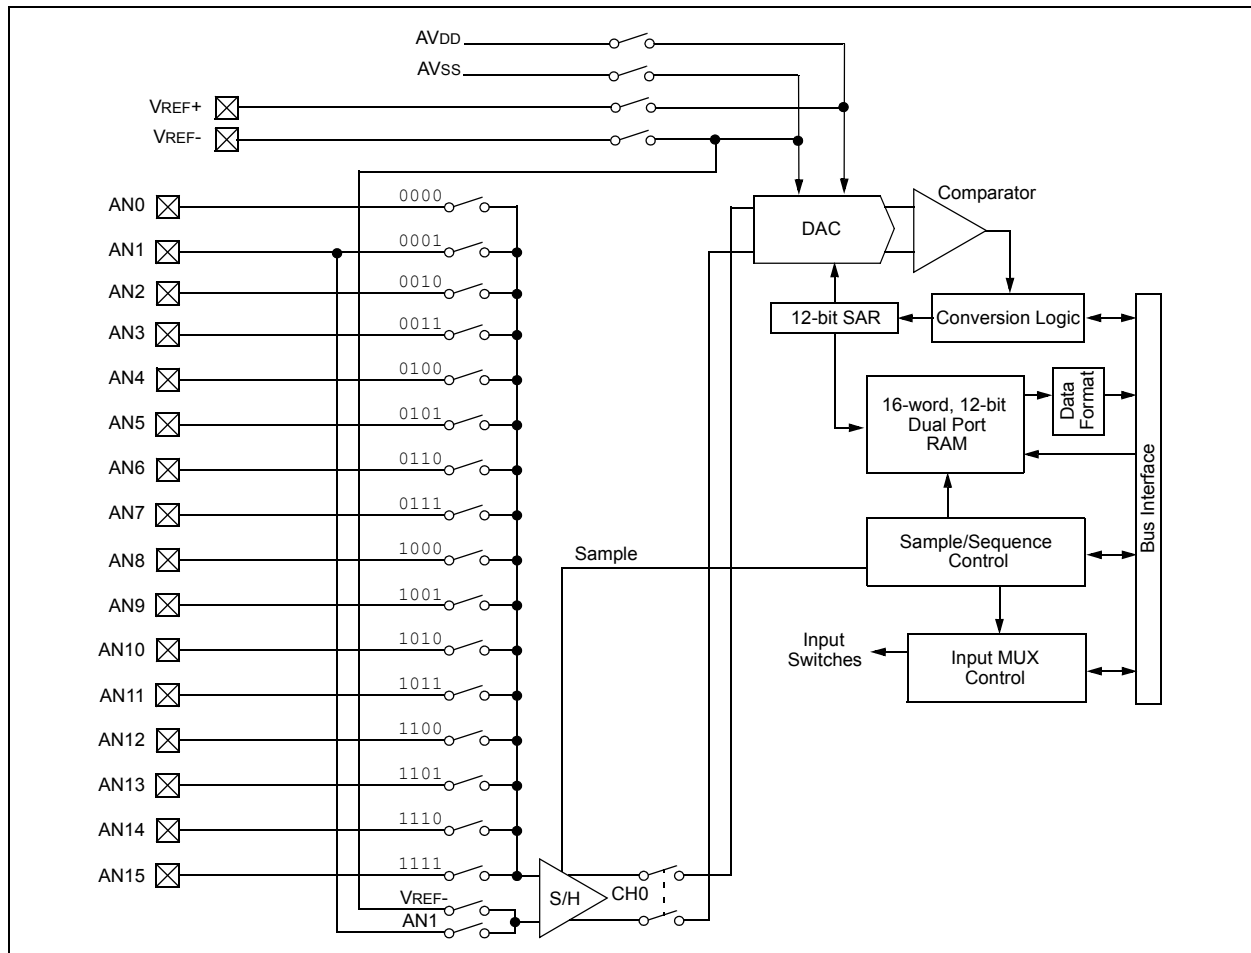 AVDD
AVSS
VREF+
VREF-
AN0
0000
AN1
0001
AN2
0010
AN3
0011
AN4
0100
AN5
0101
AN6
0110
AN7
0111
AN8
1000
AN9
1001
AN10
1010
AN11
1011
AN12
1100
AN13
1101
AN14
1110
AN15
1111
VREF-
AN1
S/H
CH0
Sample
DAC
Comparator
12-bit SAR
Conversion Logic
16-word, 12-bit
Dual Port
RAM
Data
Format
Bus Interface
Sample/Sequence
Control
Input
Switches
Input MUX
Control